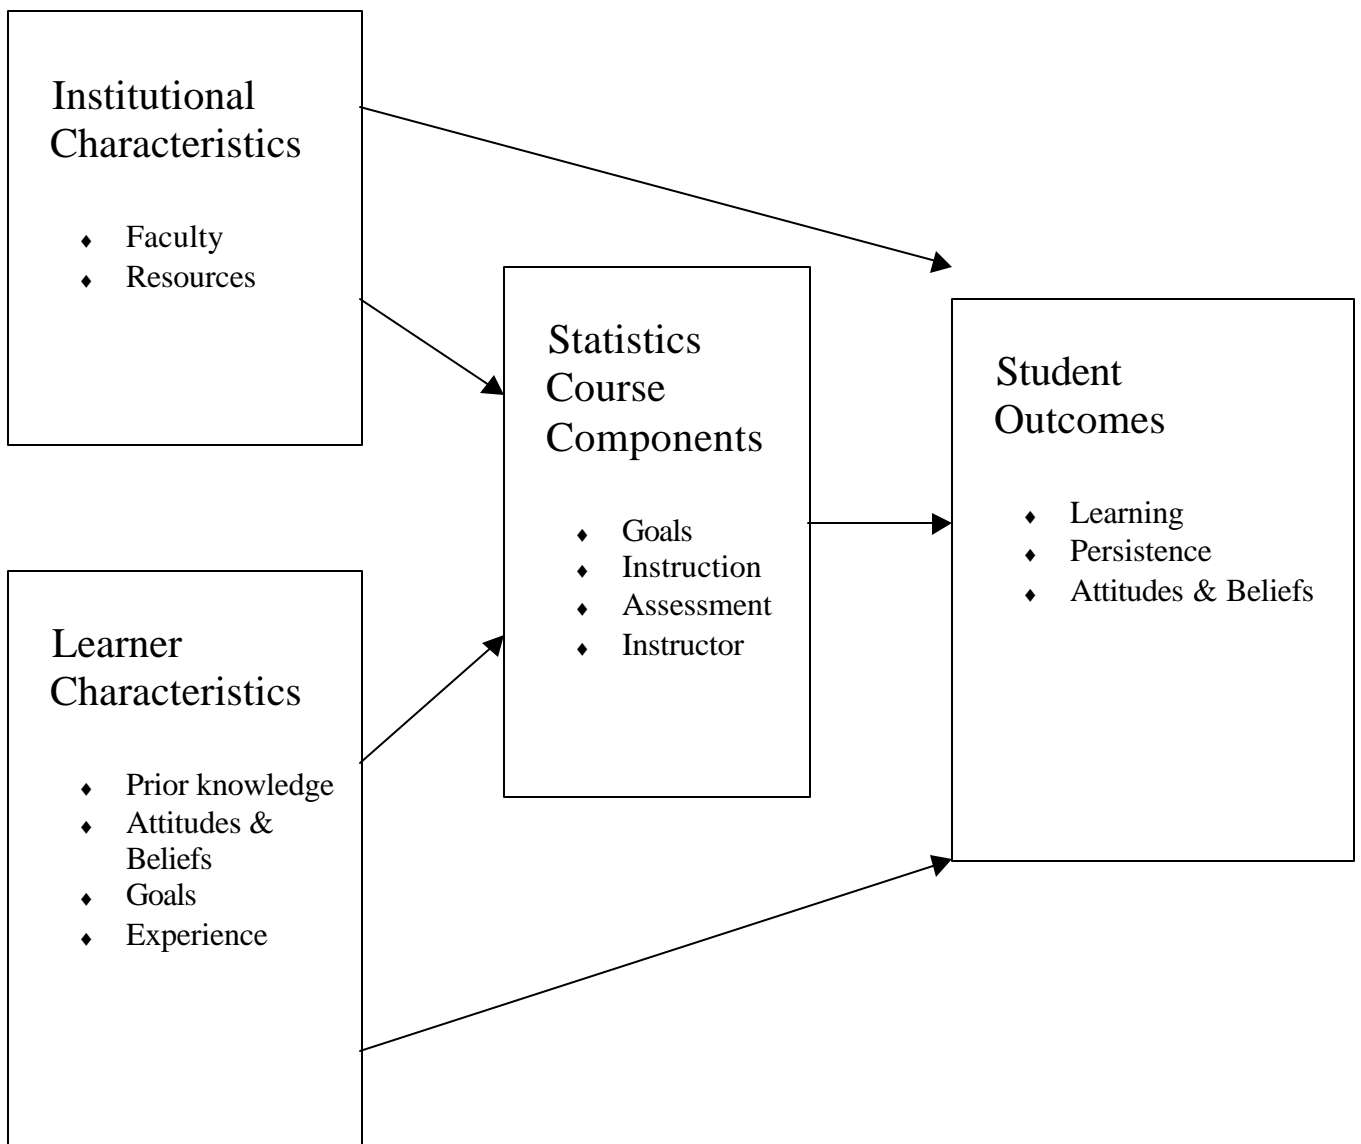 Institutional
Characteristics
♦ Faculty
♦ Resources
Statistics
Course
Components
♦ Goals
♦ Instruction
♦ Assessment
♦ Instructor
Student
Outcomes
♦ Learning
♦ Persistence
♦ Attitudes & Beliefs
Learner
Characteristics
♦ Prior knowledge
♦ Attitudes &
Beliefs
♦ Goals
♦ Experience